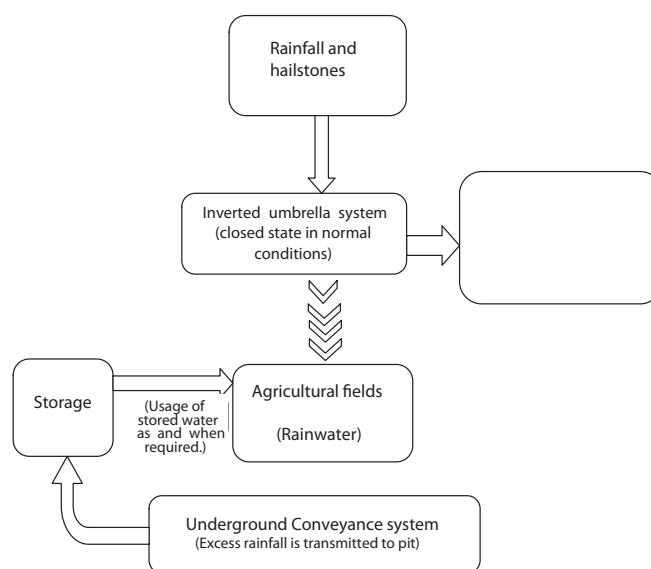 Rainfall and
hailstones
Inverted umbrella system
(closed state in normal
conditions)
Storage
(Usage of
stored water
as and when
required.)
Agricultural fields
(Rainwater)
Underground Conveyance system
(Excess rainfall is transmitted to pit)